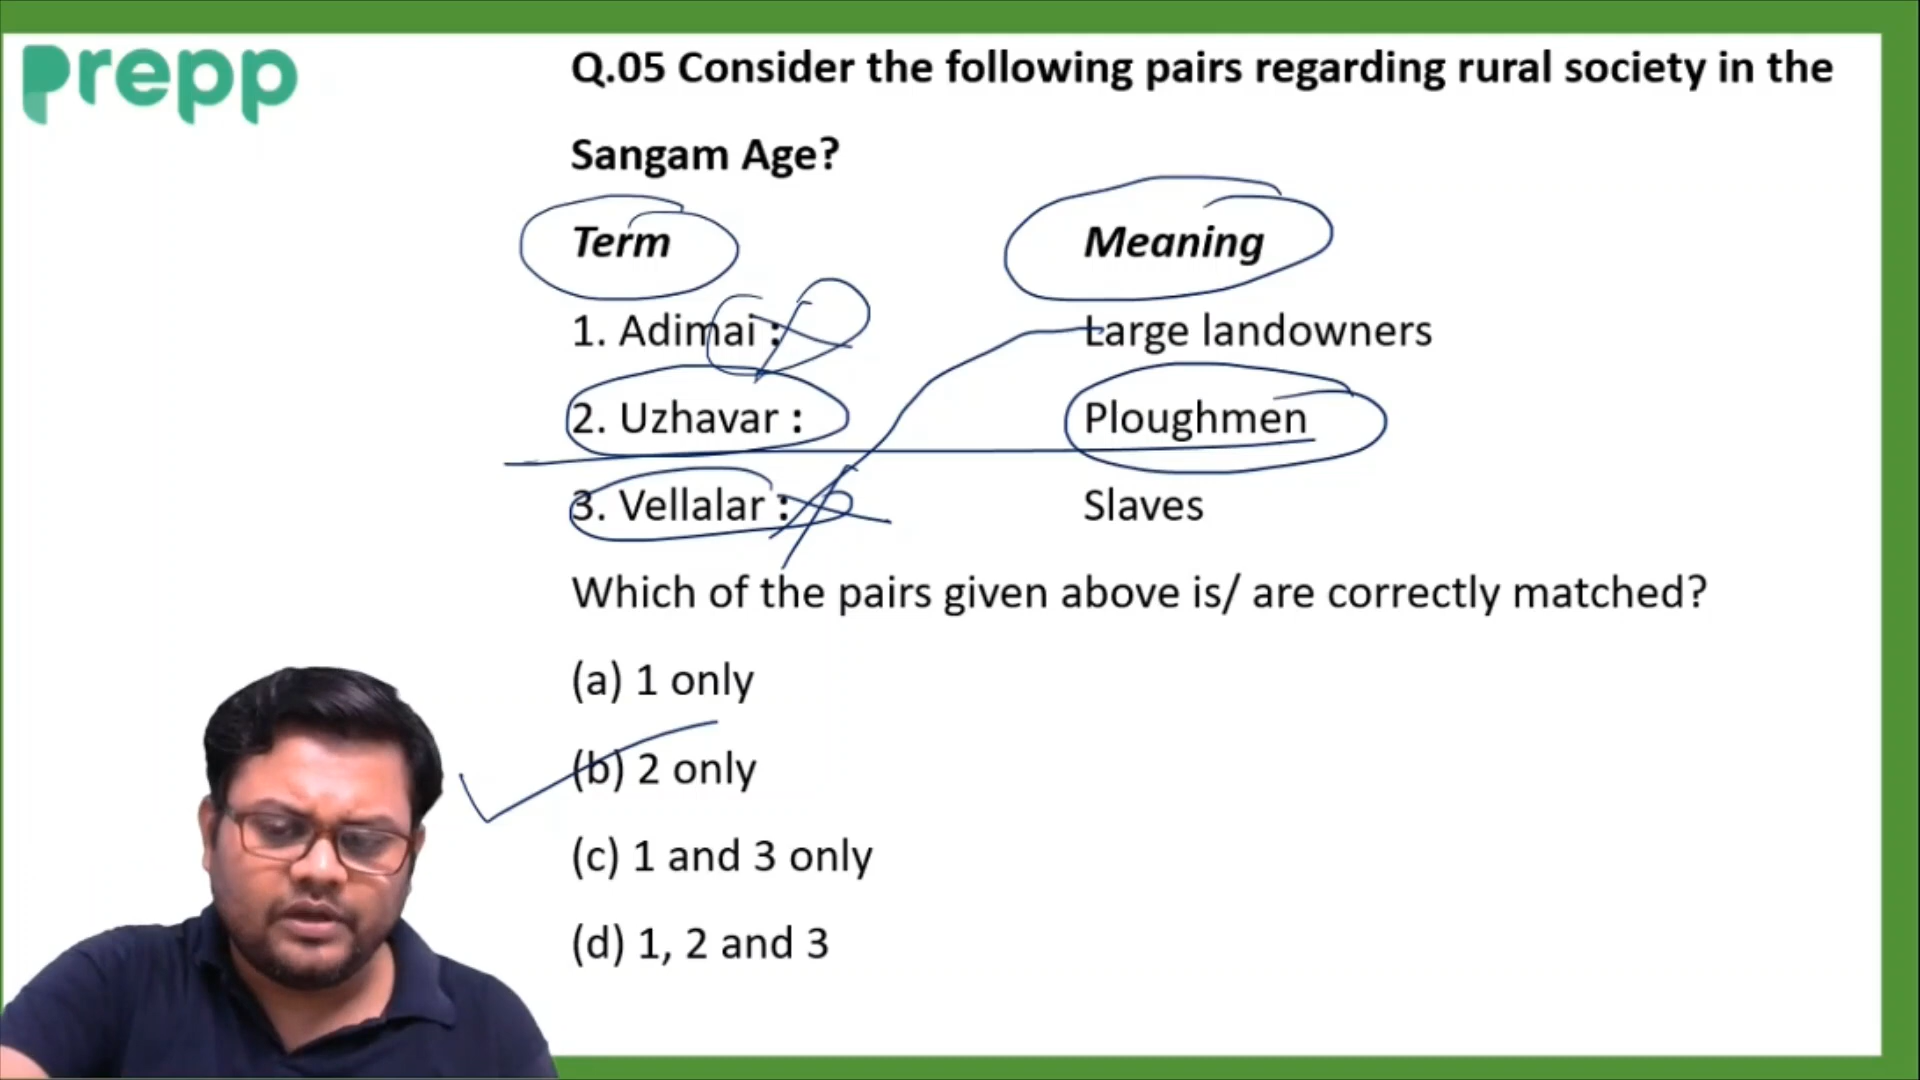 prepp
Q.05 Consider the following pairs regarding rural society in the
Sangam Age?
Term Meaning
1. Adimai : Large landowners
2. Uzhavar : Ploughmen
3. Vellalar : Slaves
Which of the pairs given above is/ are correctly matched?
(a) 1 only
(b) 2 only
(c) 1 and 3 only
(d) 1, 2 and 3